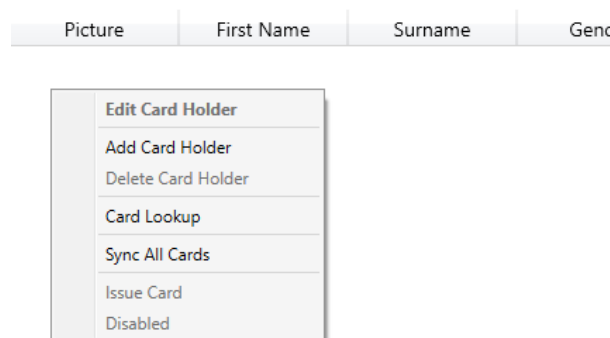 Picture First Name Surname Gend
Edit Card Holder
Add Card Holder
Delete Card Holder
Card Lookup
Sync All Cards
Issue Card
Disabled